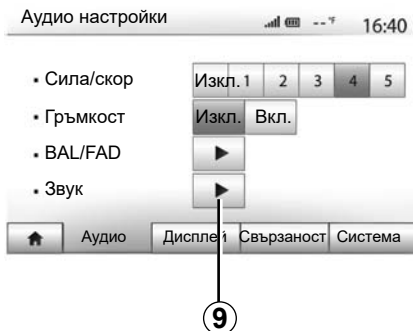 Аудио настройки -- °F 16:40
• Сила/скор Изкл. 1 2 3 4 5
• Гръмкост Изкл. Вкл.
• BAL/FAD
• Звук
Аудио Дисплей Свързаност Система
9